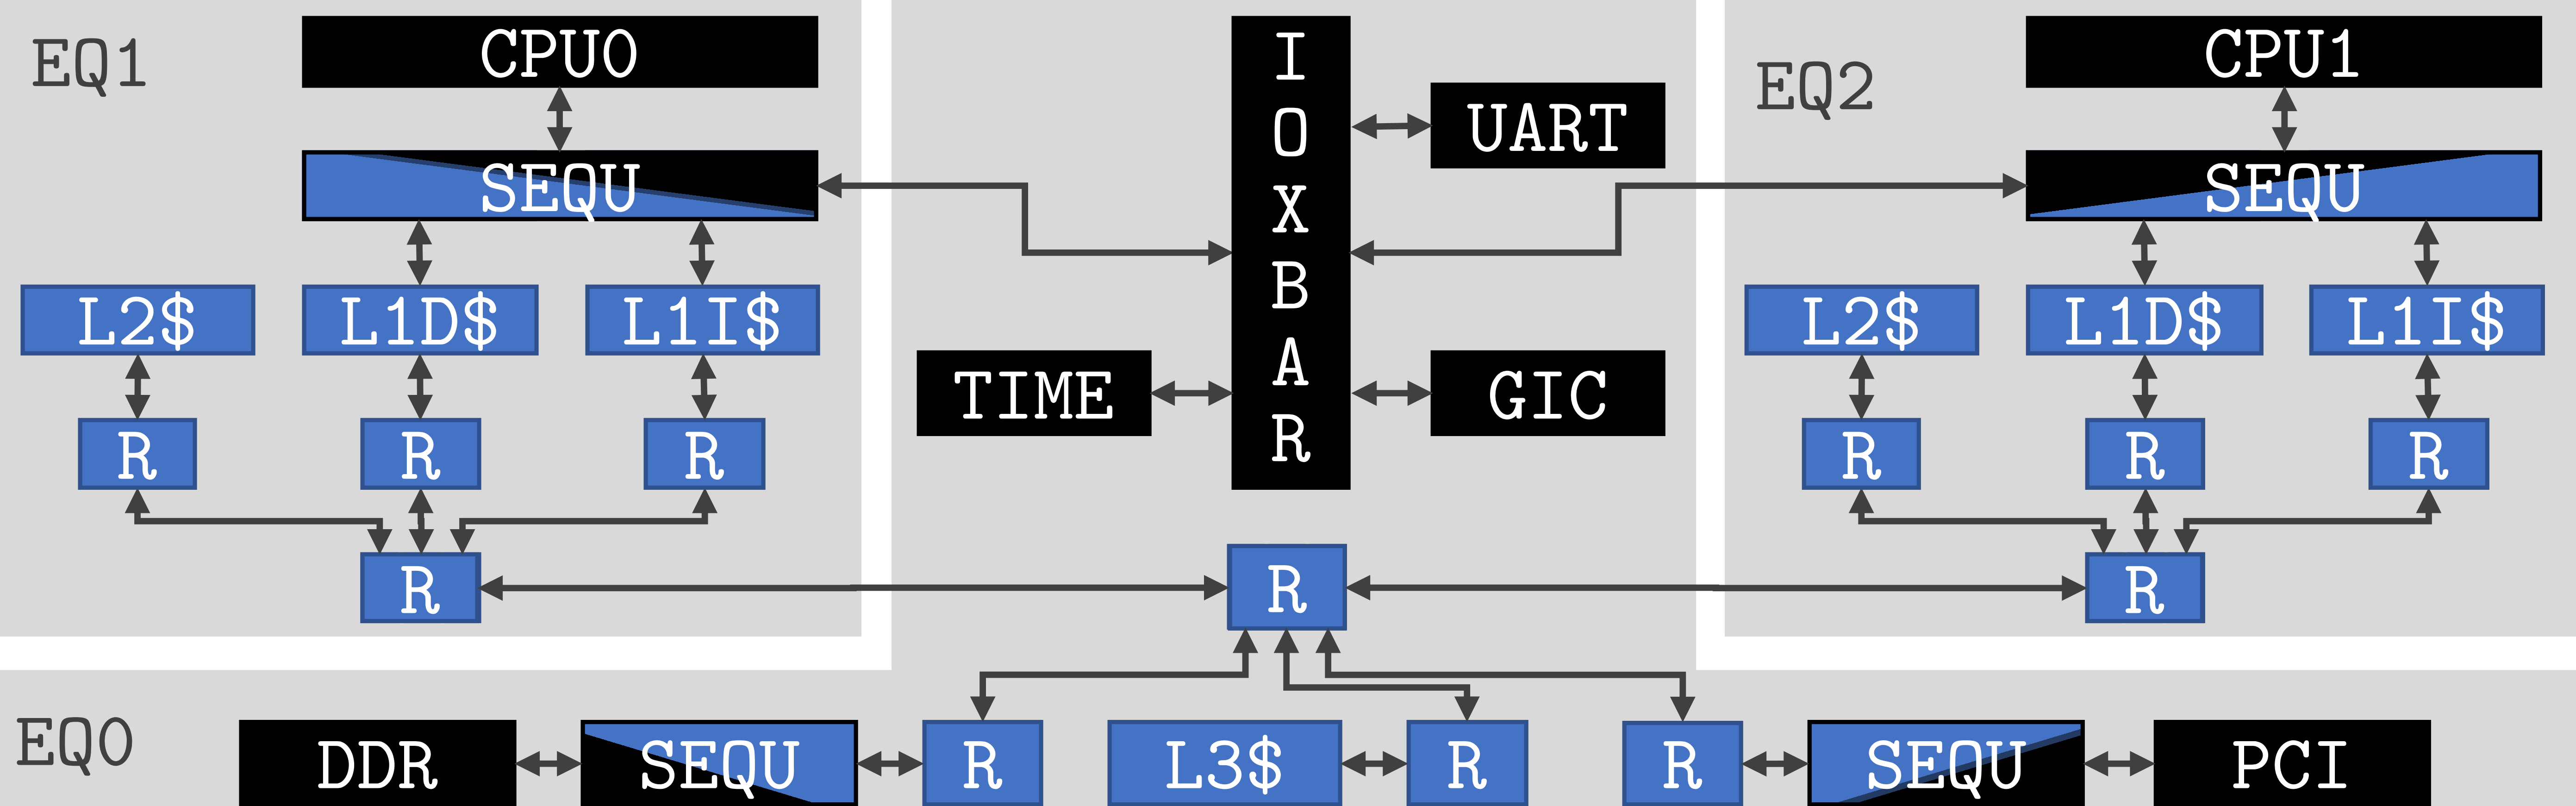 EQ1
CPU0
SEQU
L2$
L1D$
L1I$
R
R
R
R
IOXBAR
UART
TIME
GIC
R
EQ2
CPU1
SEQU
L2$
L1D$
L1I$
R
R
R
R
EQ0
DDR
SEQU
R
L3$
R
R
SEQU
PCI